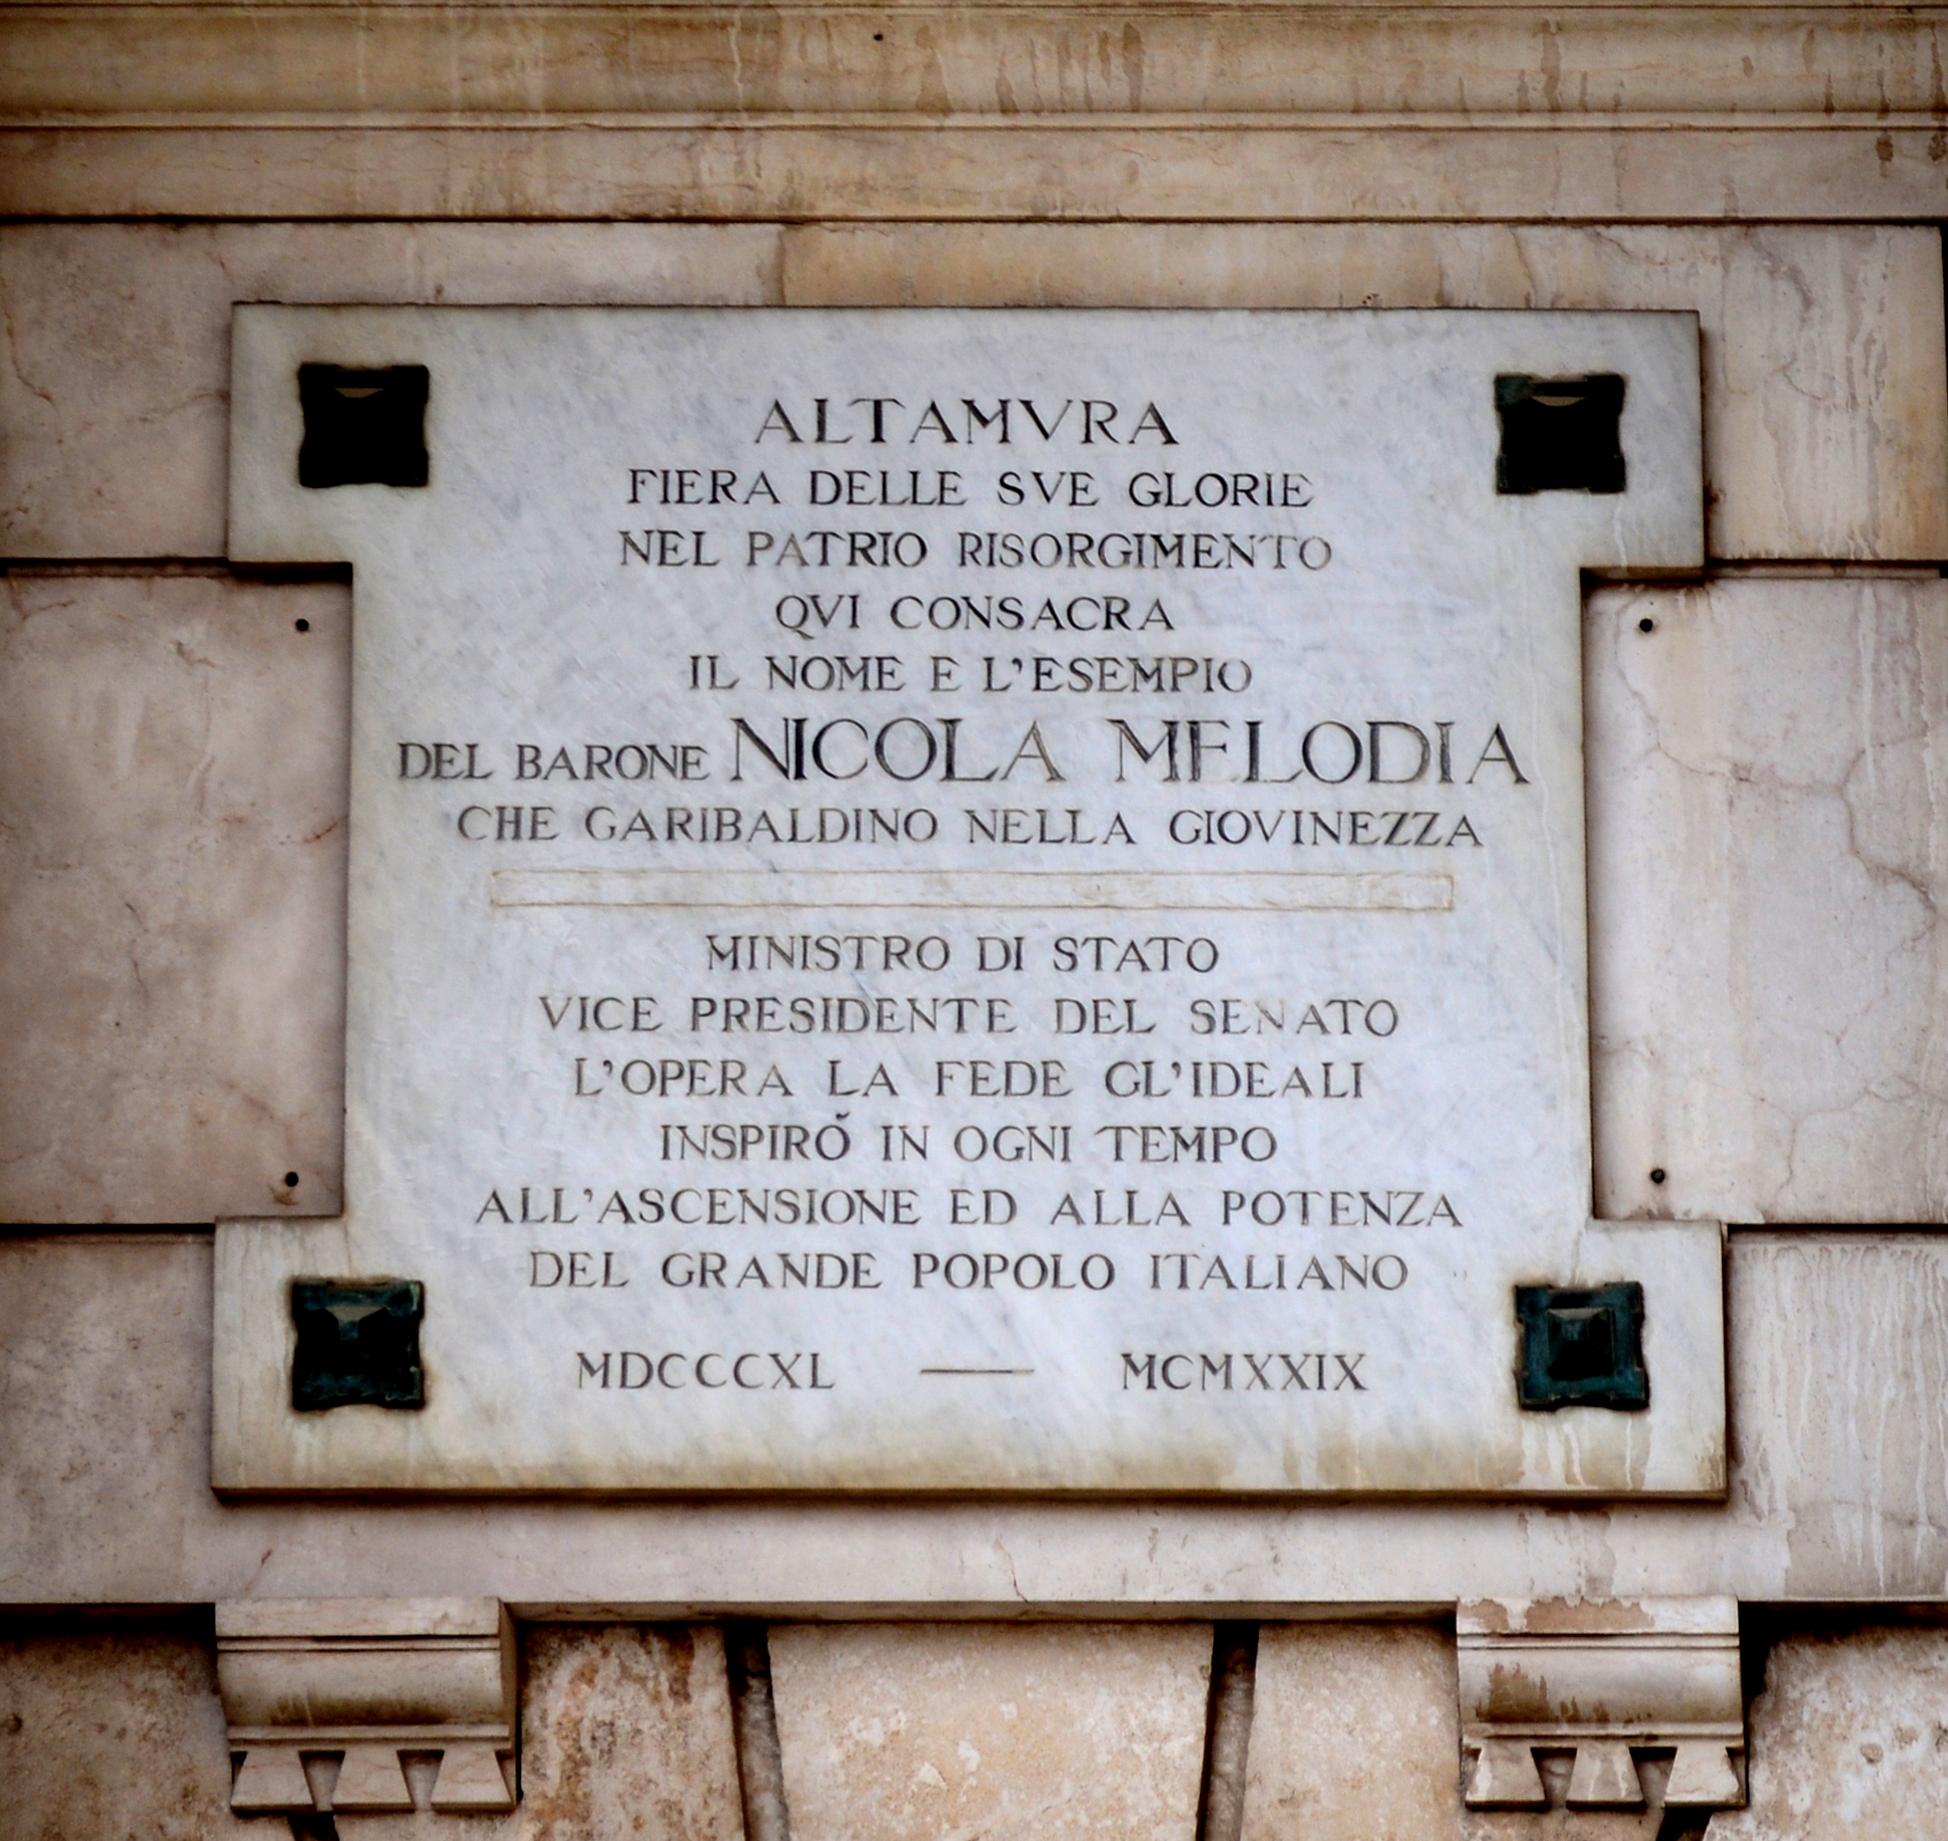 ALTAMVRA
FIERA DELLE SVE GLORIE
NEL PATRIO RISORGIMENTO
QVI CONSACRA
IL NOME E L'ESEMPIO
DEL BARONE NICOLA MELODIA
CHE GARIBALDINO NELLA GIOVINEZZA
MINISTRO DI STATO
VICE PRESIDENTE DEL SENATO
L'OPERA LA FEDE GL'IDEALI
INSPIRÒ IN OGNI TEMPO
ALL'ASCENSIONE ED ALLA POTENZA
DEL GRANDE POPOLO ITALIANO
MDCCCXL — MCMXXIX